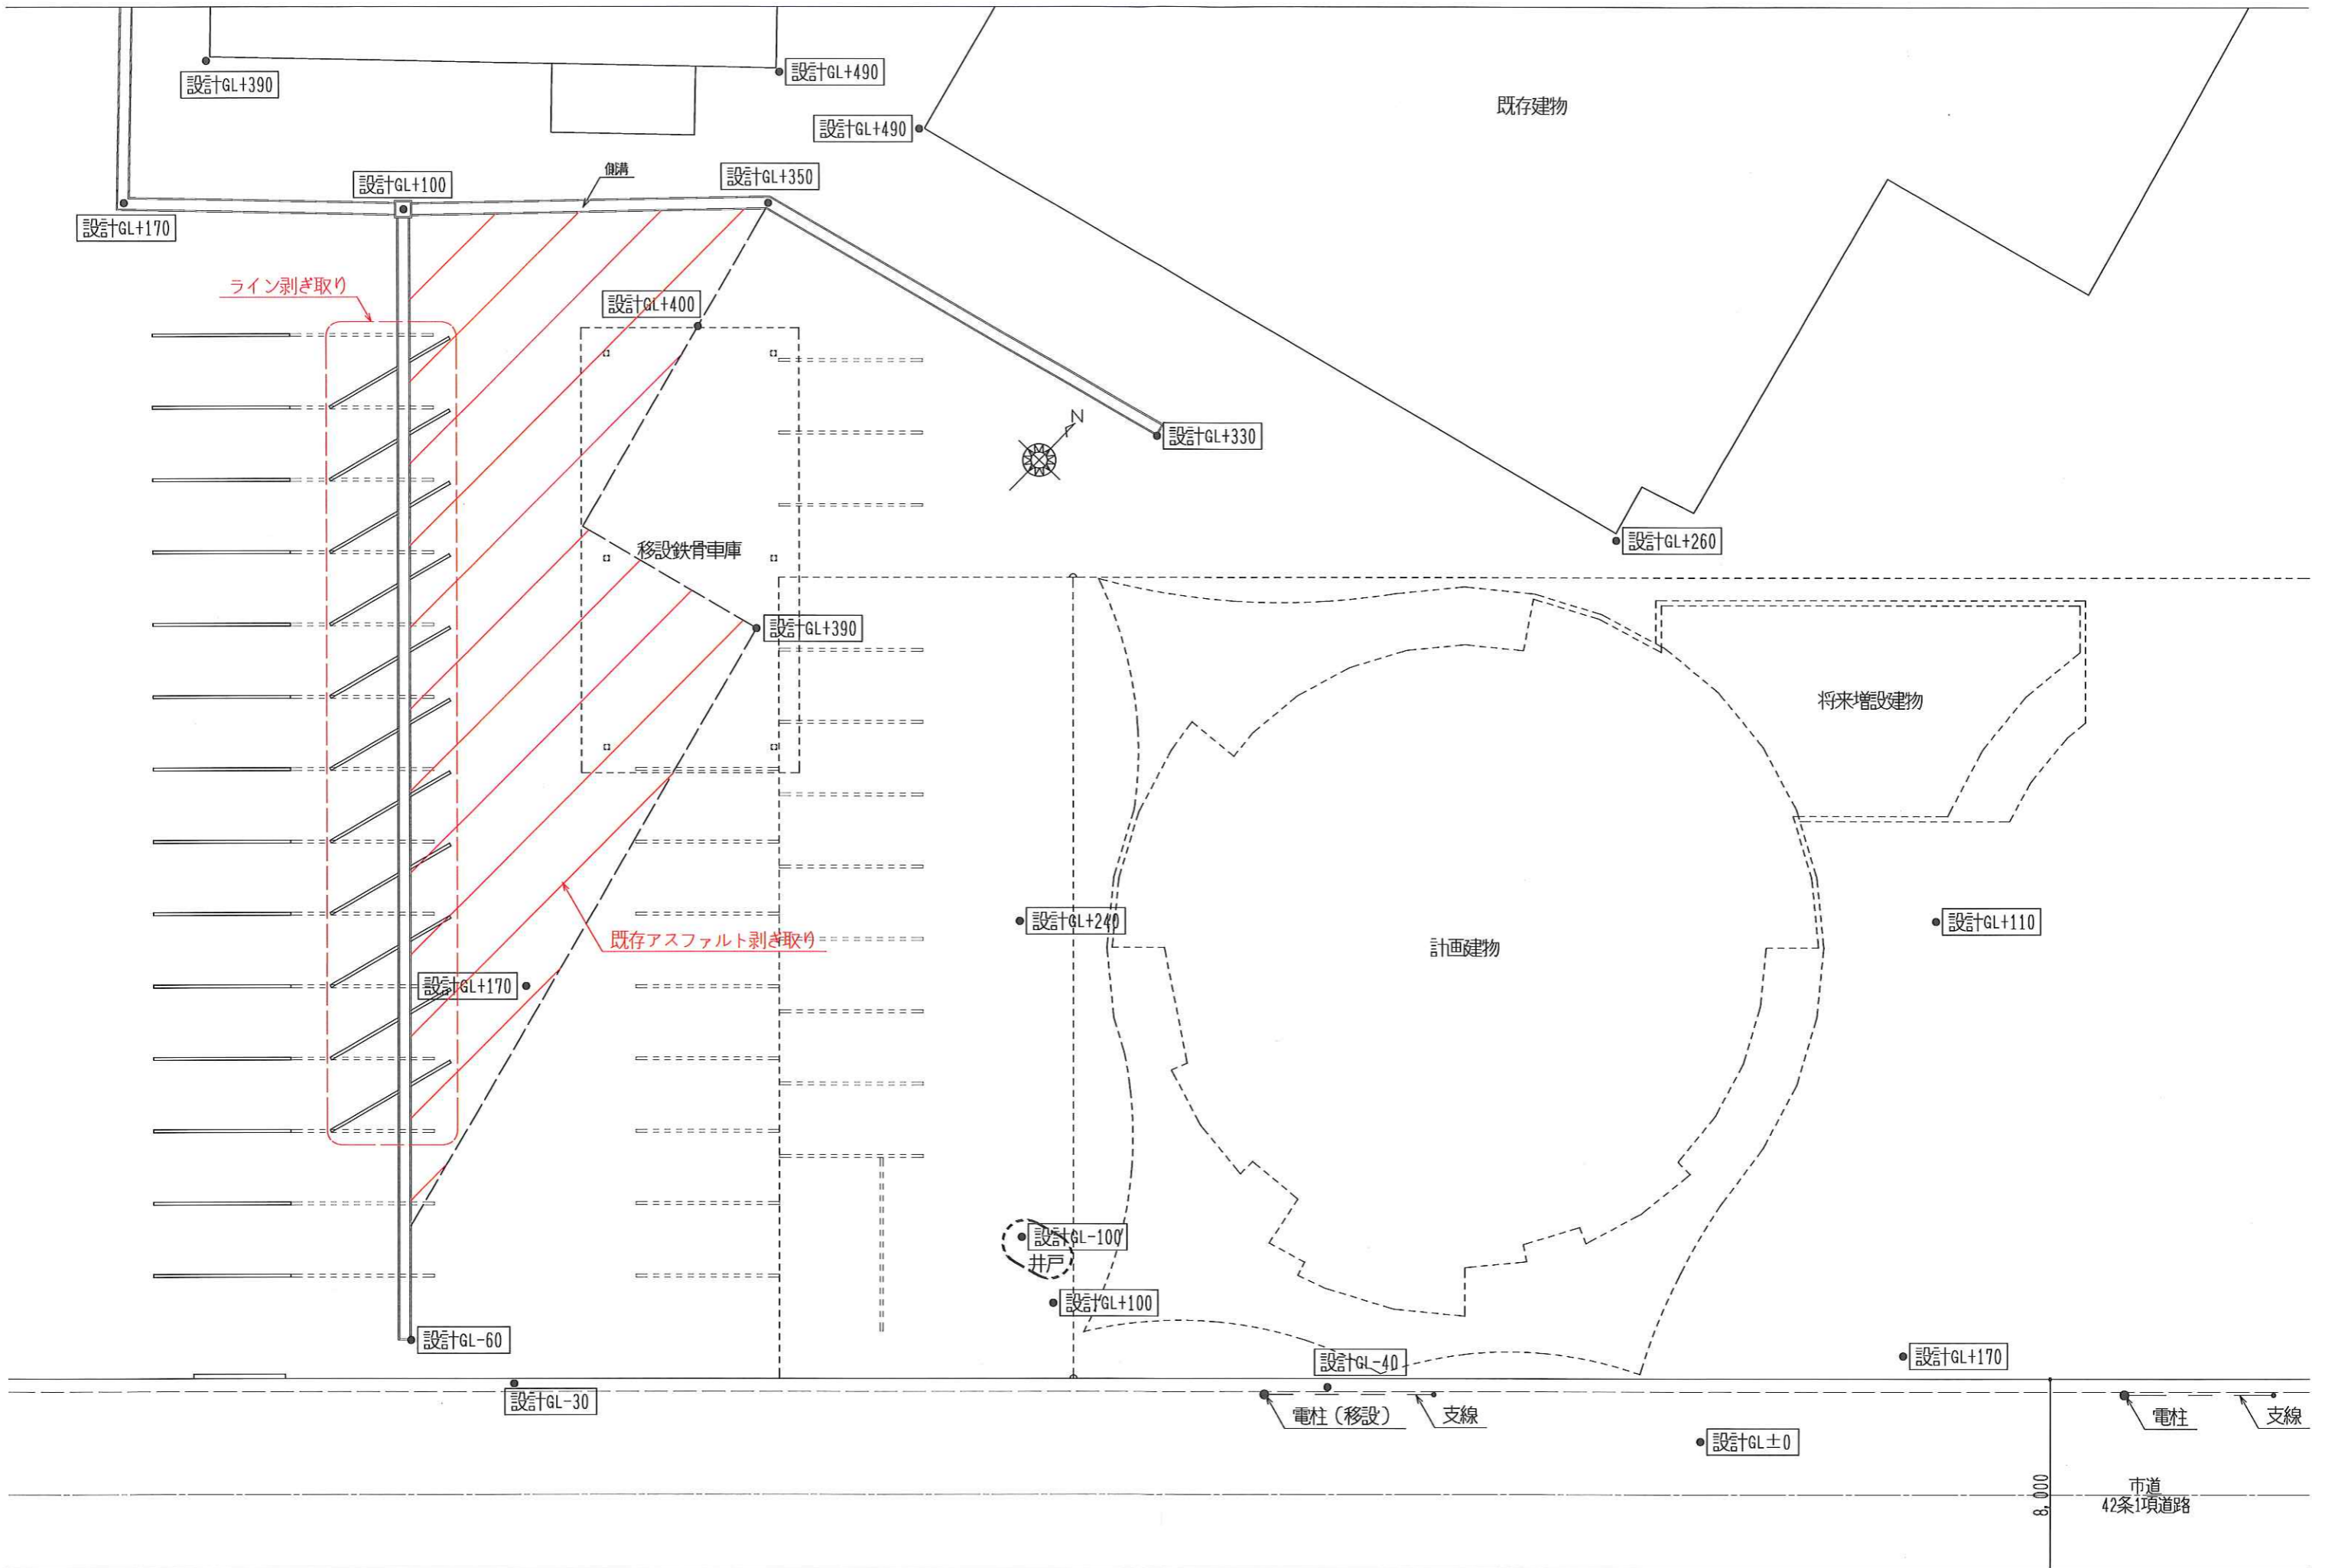 設計GL+390
設計GL+490
設計GL+490
既存建物
側溝
設計GL+100
設計GL+350
設計GL+170
ライン剥ぎ取り
設計GL+400
N
設計GL+330
設計GL+260
移設鉄骨車庫
設計GL+390
将来増設建物
設計GL+240
設計GL+110
既存アスファルト剥ぎ取り
計画建物
設計GL+170
設計GL-100
井戸
設計GL+100
設計GL-60
設計GL-40
設計GL+170
設計GL-30
電柱（移設）
支線
電柱
支線
設計GL±0
8,000
市道
42条1項道路